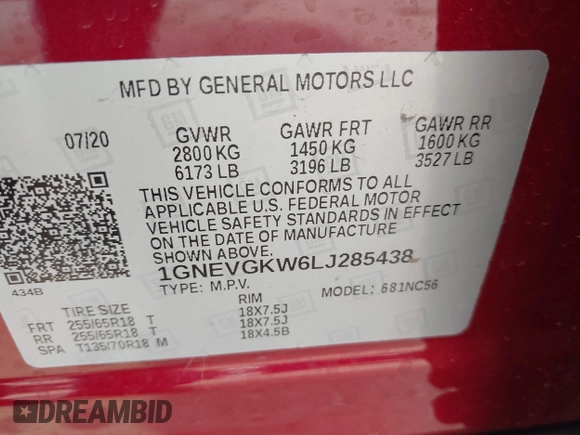 MFD BY GENERAL MOTORS LLC
07/20 GVWR GAWR FRT GAWR RR
2800 KG 1450 KG 1600 KG
6173 LB 3196 LB 3527 LB
THIS VEHICLE CONFORMS TO ALL
APPLICABLE U.S. FEDERAL MOTOR
VEHICLE SAFETY STANDARDS IN EFFECT
ON THE DATE OF MANUFACTURE
SHOWN ABOVE.
1GNEVGKW6LJ285438
434B TYPE: M.P.V. MODEL: 681NC56
TIRE SIZE RIM
FRT 255/65R18 T 18X7.5J
RR 255/65R18 T 18X7.5J
SPA T135/70R18 M 18X4.5B
DREAMBID